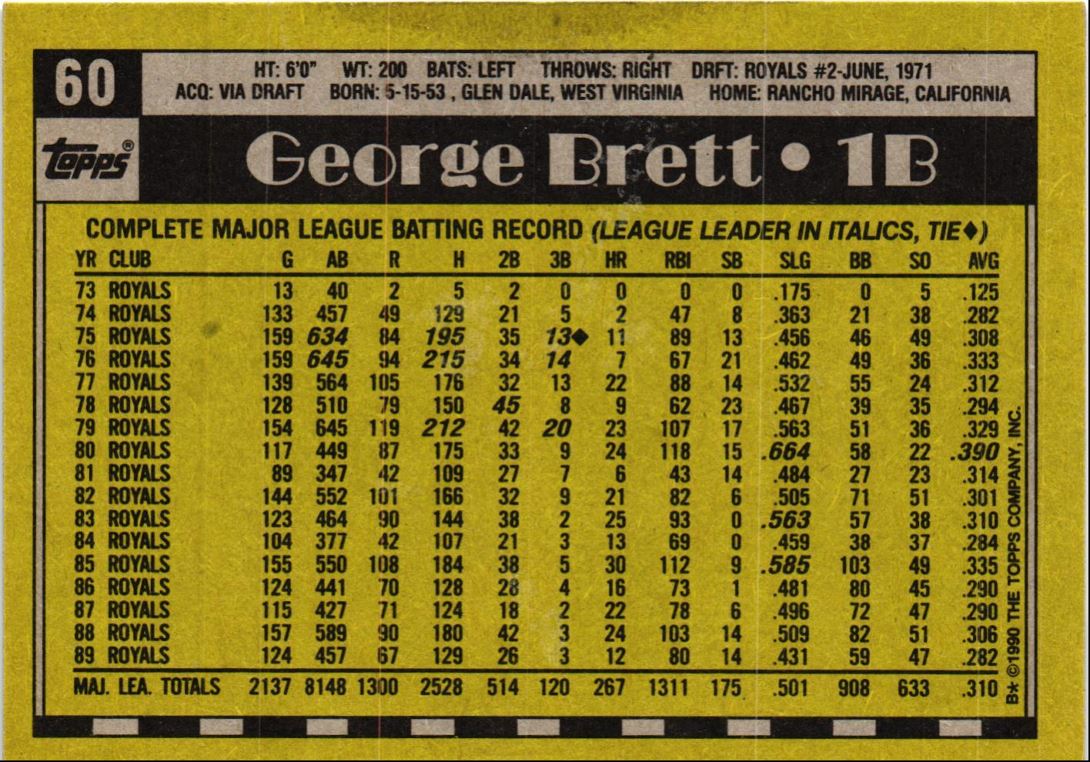 60
HT: 6'0" WT: 200 BATS: LEFT THROWS: RIGHT DRFT: ROYALS #2-JUNE, 1971
ACQ: VIA DRAFT BORN: 5-15-53 , GLEN DALE, WEST VIRGINIA HOME: RANCHO MIRAGE, CALIFORNIA
topps®
George Brett • 1B
COMPLETE MAJOR LEAGUE BATTING RECORD (LEAGUE LEADER IN ITALICS, TIE♦)
YR CLUB G AB R H 2B 3B HR RBI SB SLG BB SO AVG
73 ROYALS 13 40 2 5 2 0 0 0 0 .175 0 5 .125
74 ROYALS 133 457 49 129 21 5 2 47 8 .363 21 38 .282
75 ROYALS 159 634 84 195 35 13♦ 11 89 13 .456 46 49 .308
76 ROYALS 159 645 94 215 34 14 7 67 21 .462 49 36 .333
77 ROYALS 139 564 105 176 32 13 22 88 14 .532 55 24 .312
78 ROYALS 128 510 79 150 45 8 9 62 23 .467 39 35 .294
79 ROYALS 154 645 119 212 42 20 23 107 17 .563 51 36 .329
80 ROYALS 117 449 87 175 33 9 24 118 15 .664 58 22 .390
81 ROYALS 89 347 42 109 27 7 6 43 14 .484 27 23 .314
82 ROYALS 144 552 101 166 32 9 21 82 6 .505 71 51 .301
83 ROYALS 123 464 90 144 38 2 25 93 0 .563 57 38 .310
84 ROYALS 104 377 42 107 21 3 13 69 0 .459 38 37 .284
85 ROYALS 155 550 108 184 38 5 30 112 9 .585 103 49 .335
86 ROYALS 124 441 70 128 28 4 16 73 1 .481 80 45 .290
87 ROYALS 115 427 71 124 18 2 22 78 6 .496 72 47 .290
88 ROYALS 157 589 90 180 42 3 24 103 14 .509 82 51 .306
89 ROYALS 124 457 67 129 26 3 12 80 14 .431 59 47 .282
MAJ. LEA. TOTALS 2137 8148 1300 2528 514 120 267 1311 175 .501 908 633 .310
B* ©1990 THE TOPPS COMPANY, INC.